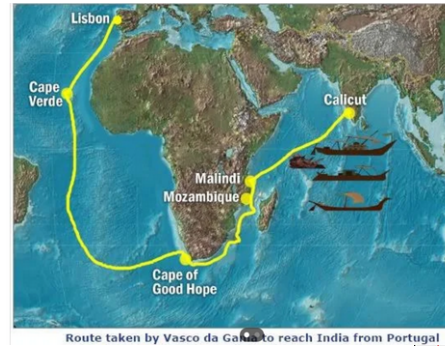 Lisbon
Cape
Verde
Calicut
Malindi
Mozambique
Cape of
Good Hope
Route taken by Vasco da Gama to reach India from Portugal